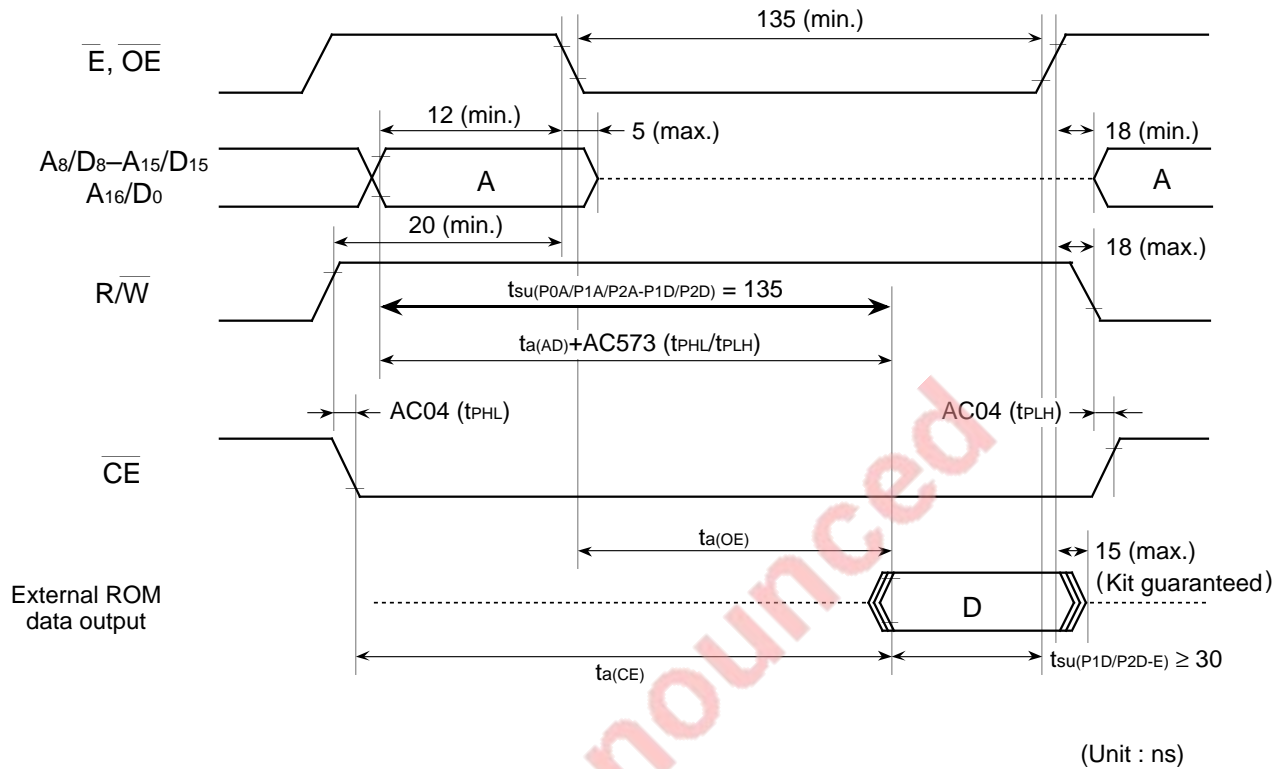 135 (min.)
E, OE
12 (min.)
5 (max.)
18 (min.)
A8/D8–A15/D15
A16/D0
A
A
20 (min.)
18 (max.)
R/W
tsu(P0A/P1A/P2A-P1D/P2D) = 135
ta(AD)+AC573 (tPHL/tPLH)
AC04 (tPHL)
AC04 (tPLH)
CE
ta(OE)
15 (max.)
(Kit guaranteed)
External ROM
data output
D
ta(CE)
tsu(P1D/P2D-E) ≥ 30
(Unit : ns)
nounced